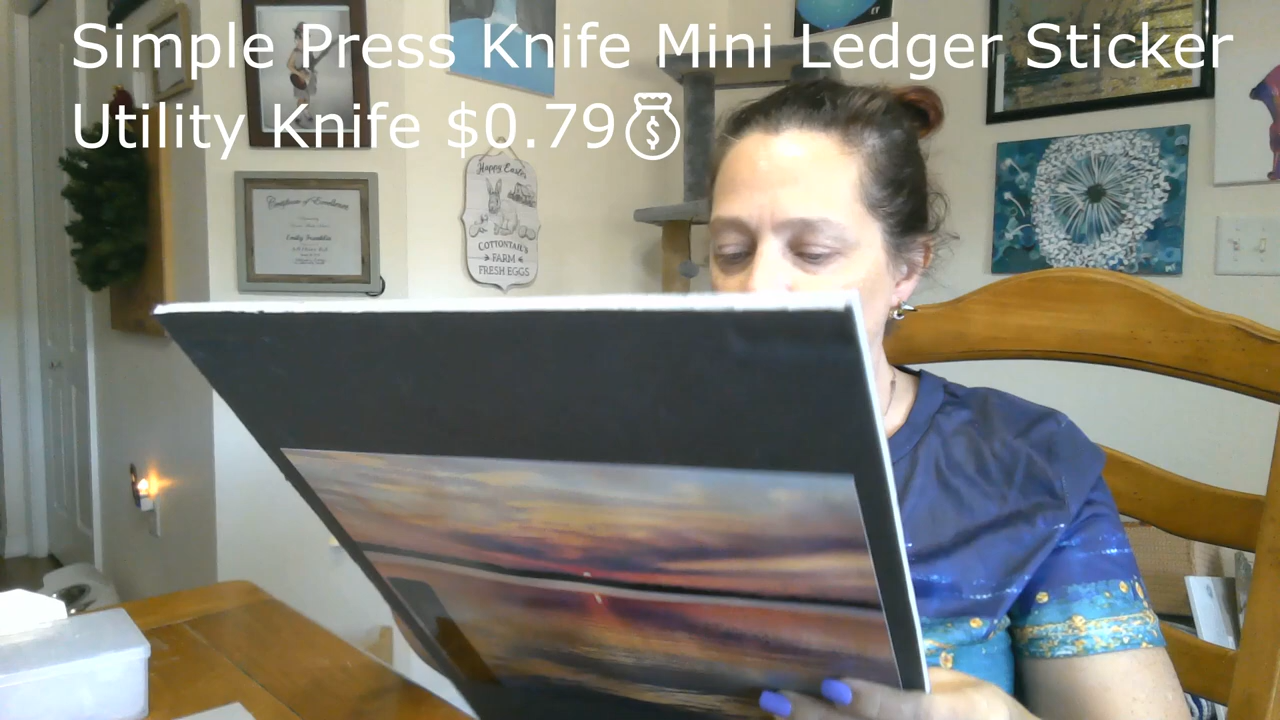 Simple Press Knife Mini Ledger Sticker
Utility Knife $0.79
Happy Easter
COTTONTAIL'S
FARM
FRESH EGGS
Certificate of Excellence